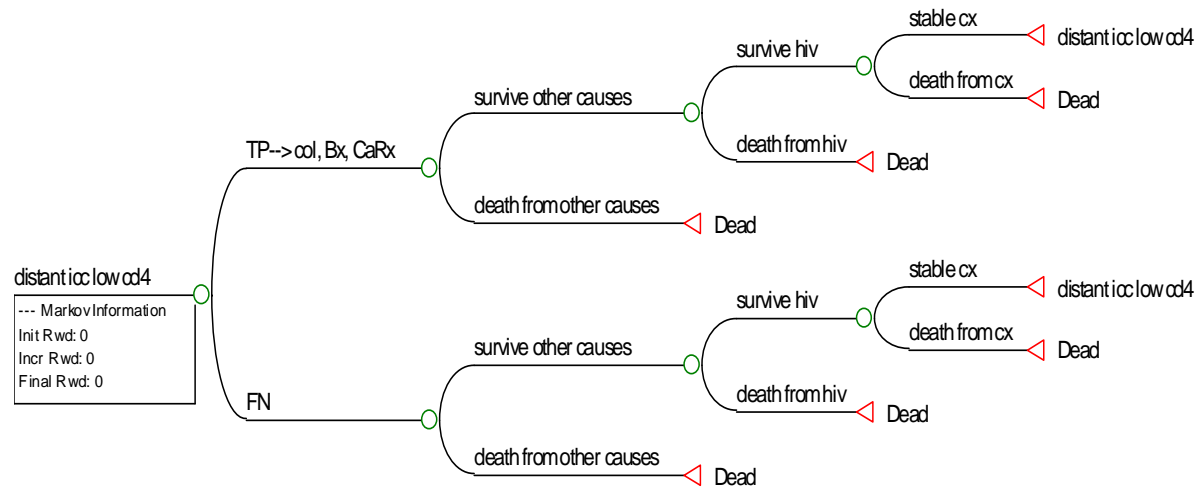 stable cx
distant icc low cd4
survive hiv
death from cx
Dead
survive other causes
death from hiv
Dead
TP--> col, Bx, CaRx
death from other causes
Dead
distant icc low cd4
--- Markov Information
Init Rwd: 0
Incr Rwd: 0
Final Rwd: 0
stable cx
distant icc low cd4
survive hiv
death from cx
Dead
survive other causes
death from hiv
Dead
FN
death from other causes
Dead